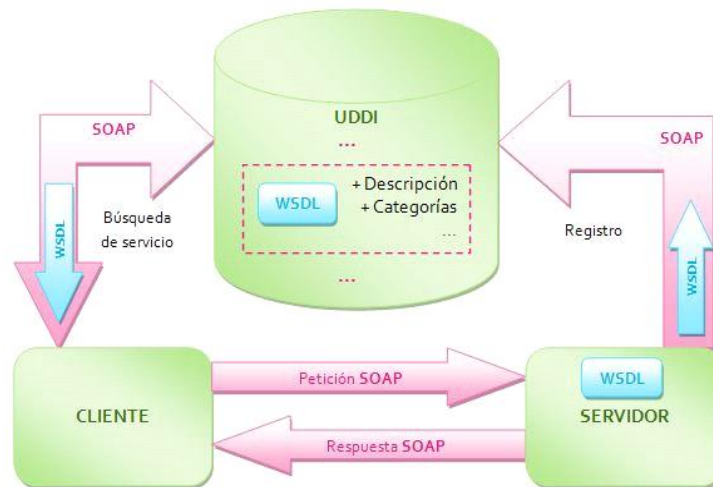 UDDI
...
SOAP
SOAP
WSDL
+ Descripción
+ Categorías
...
Búsqueda
de servicio
Registro
WSDL
WSDL
...
CLIENTE
Petición SOAP
WSDL
SERVIDOR
Respuesta SOAP